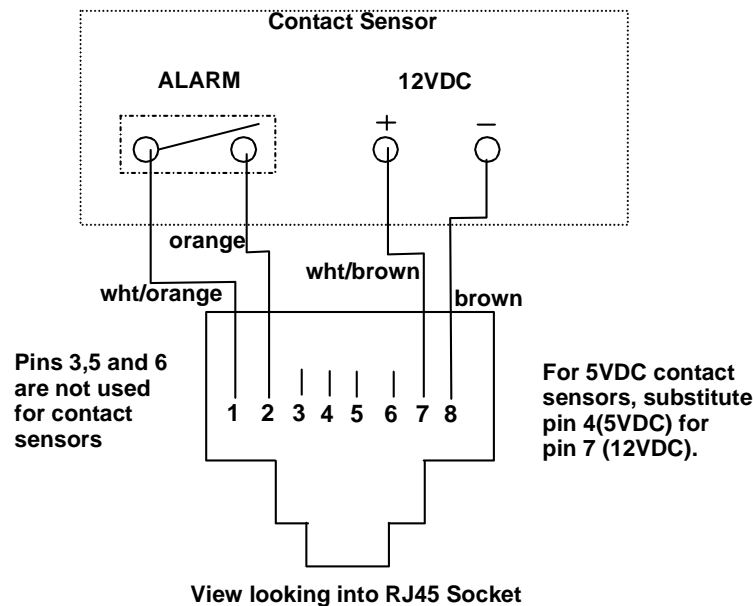 Contact Sensor
ALARM
12VDC
+
−
orange
wht/orange
wht/brown
brown
Pins 3,5 and 6
are not used
for contact
sensors
1 2 3 4 5 6 7 8
For 5VDC contact
sensors, substitute
pin 4(5VDC) for
pin 7 (12VDC).
View looking into RJ45 Socket